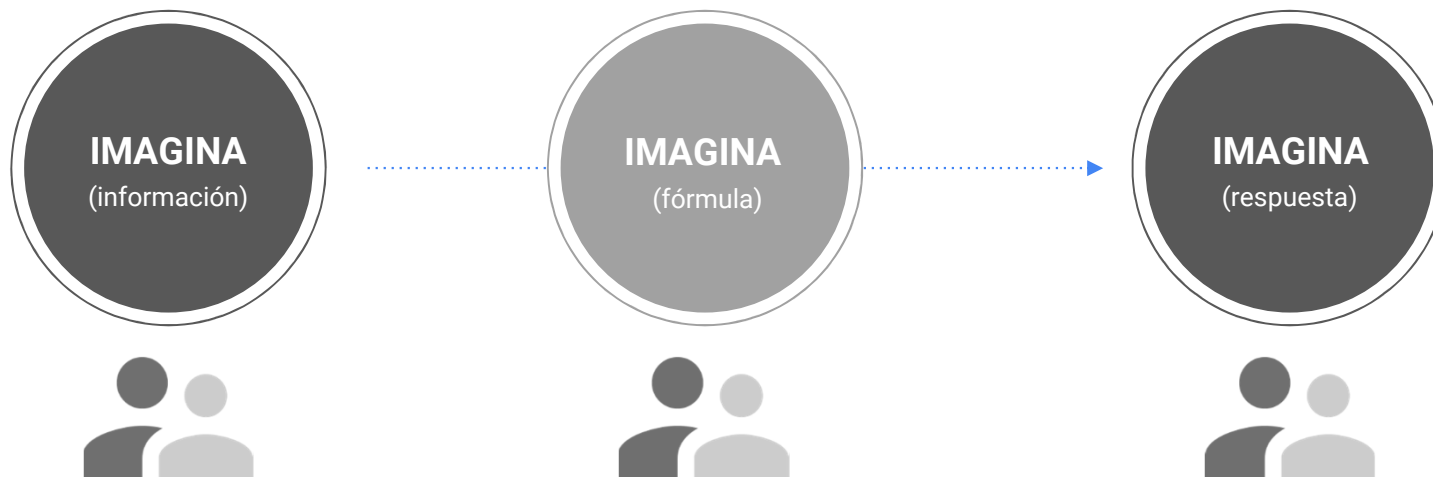 IMAGINA
(información)
IMAGINA
(fórmula)
IMAGINA
(respuesta)